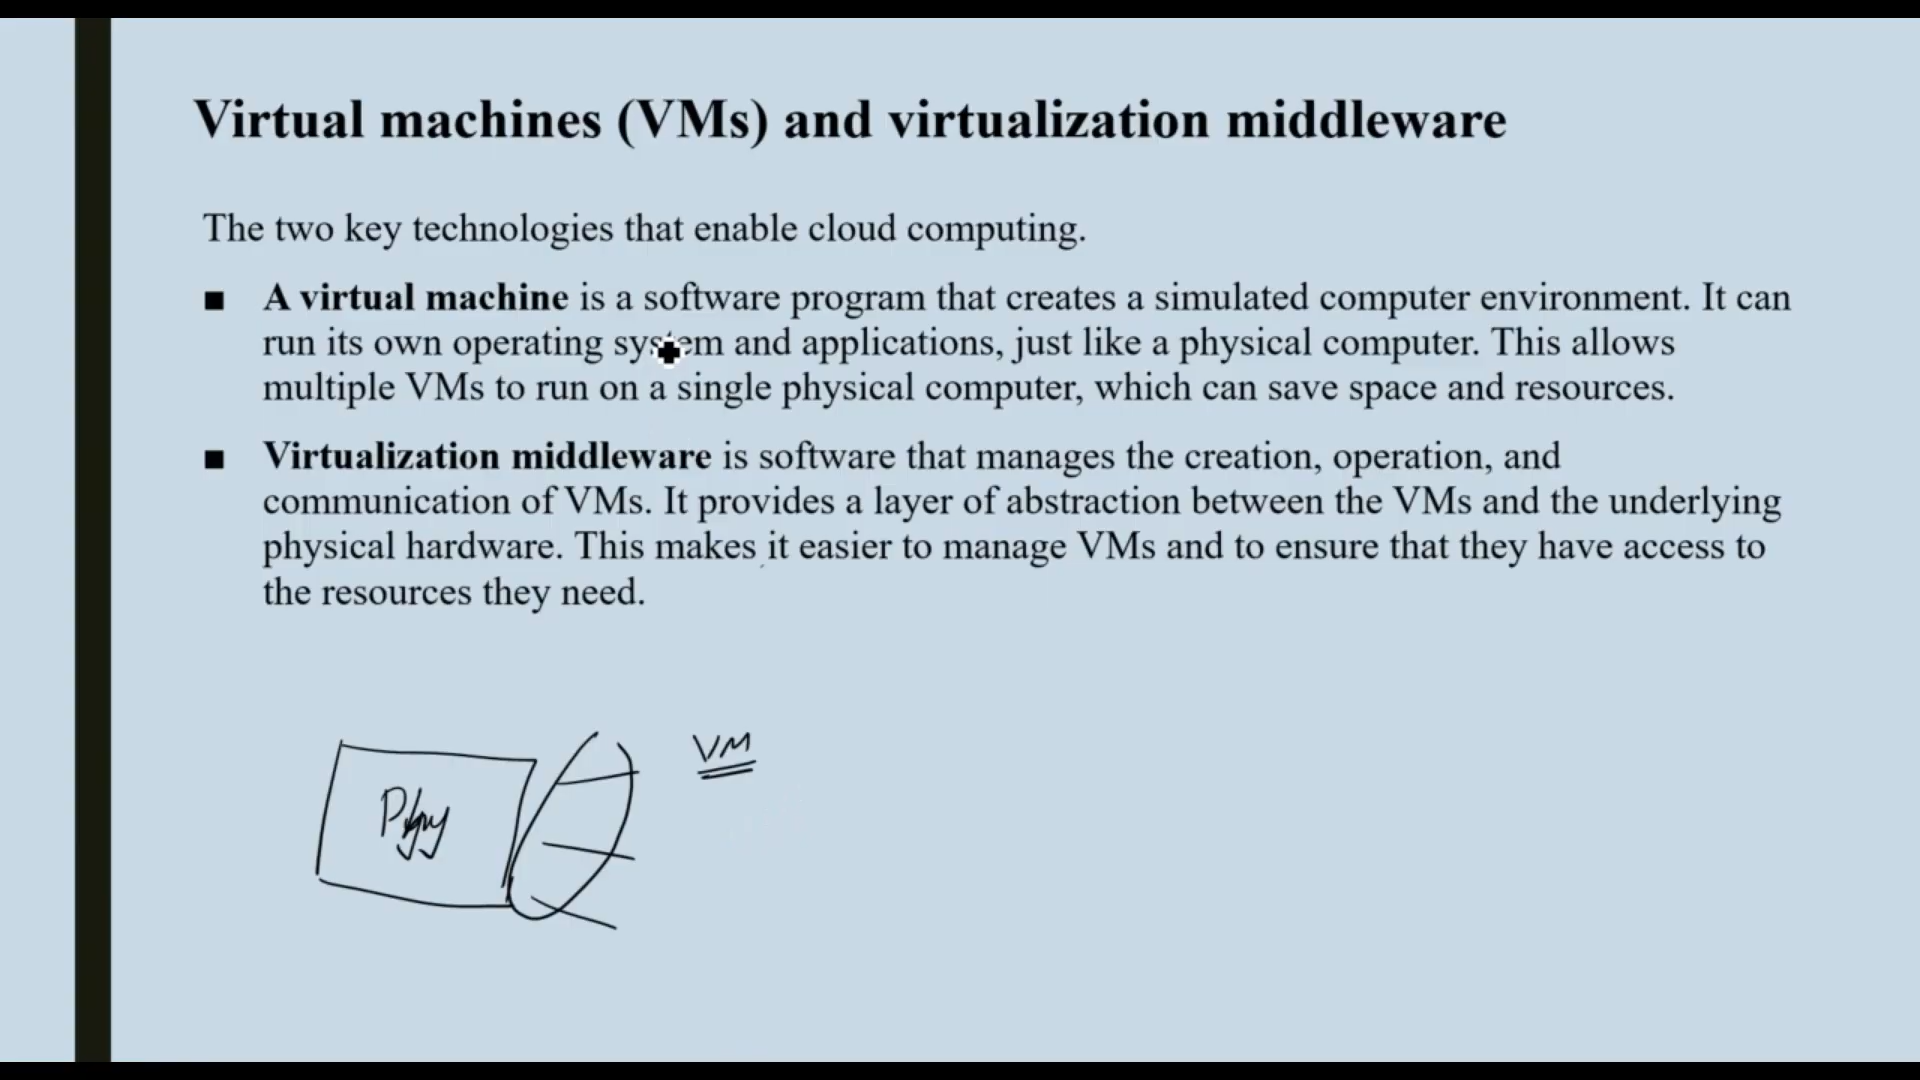 Virtual machines (VMs) and virtualization middleware
The two key technologies that enable cloud computing.
■ A virtual machine is a software program that creates a simulated computer environment. It can
run its own operating system and applications, just like a physical computer. This allows
multiple VMs to run on a single physical computer, which can save space and resources.
■ Virtualization middleware is software that manages the creation, operation, and
communication of VMs. It provides a layer of abstraction between the VMs and the underlying
physical hardware. This makes it easier to manage VMs and to ensure that they have access to
the resources they need.
VM